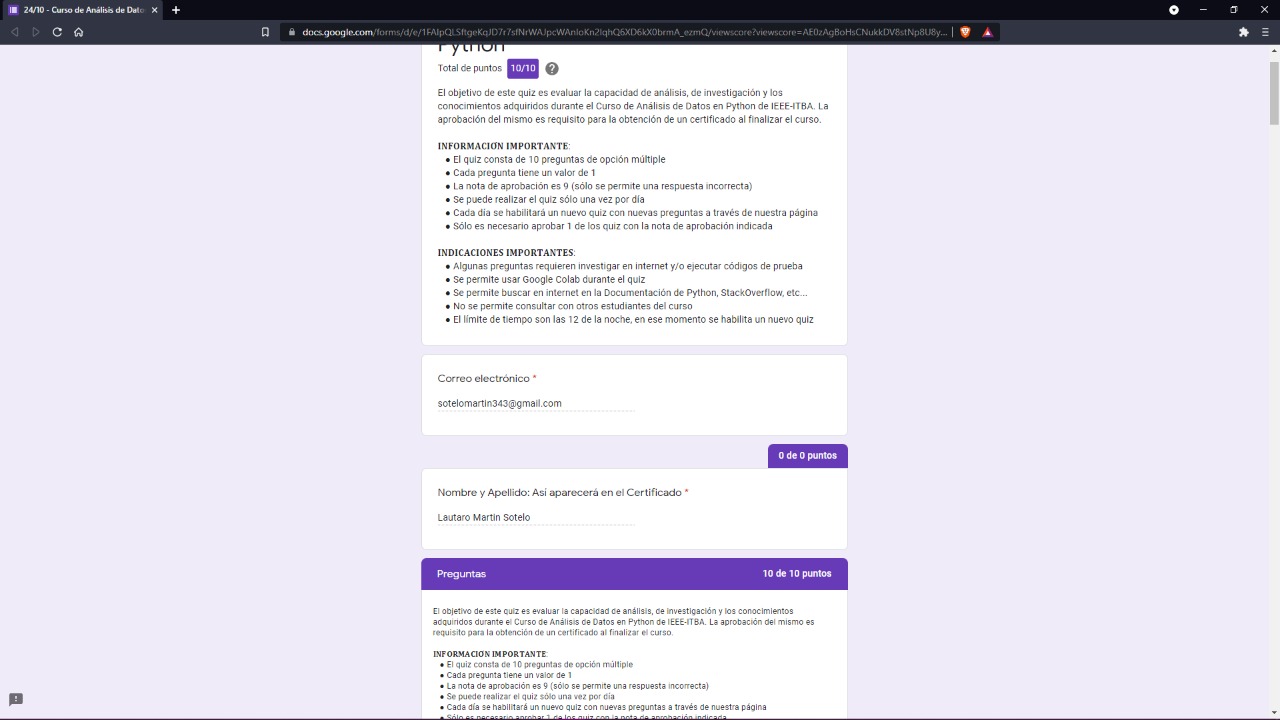 24/10 - Curso de Análisis de Dato
docs.google.com/forms/d/e/1FAIpQLSftgeKqJD7r7sfNrWAJpcWAnIoKn2lqhQ6XD6kX0brmA_ezmQ/viewscore?viewscore=AE0zAgBoHsCNukkDV8stNp8U8y...
Python
Total de puntos 10/10 ?
El objetivo de este quiz es evaluar la capacidad de análisis, de investigación y los
conocimientos adquiridos durante el Curso de Análisis de Datos en Python de IEEE-ITBA. La
aprobación del mismo es requisito para la obtención de un certificado al finalizar el curso.
INFORMACIÓN IMPORTANTE:
● El quiz consta de 10 preguntas de opción múltiple
● Cada pregunta tiene un valor de 1
● La nota de aprobación es 9 (sólo se permite una respuesta incorrecta)
● Se puede realizar el quiz sólo una vez por día
● Cada día se habilitará un nuevo quiz con nuevas preguntas a través de nuestra página
● Sólo es necesario aprobar 1 de los quiz con la nota de aprobación indicada
INDICACIONES IMPORTANTES:
● Algunas preguntas requieren investigar en internet y/o ejecutar códigos de prueba
● Se permite usar Google Colab durante el quiz
● Se permite buscar en internet en la Documentación de Python, StackOverflow, etc...
● No se permite consultar con otros estudiantes del curso
● El límite de tiempo son las 12 de la noche, en ese momento se habilita un nuevo quiz
Correo electrónico *
sotelomartin343@gmail.com
0 de 0 puntos
Nombre y Apellido: Así aparecerá en el Certificado *
Lautaro Martín Sotelo
Preguntas 10 de 10 puntos
El objetivo de este quiz es evaluar la capacidad de análisis, de investigación y los conocimientos
adquiridos durante el Curso de Análisis de Datos en Python de IEEE-ITBA. La aprobación del mismo es
requisito para la obtención de un certificado al finalizar el curso.
INFORMACIÓN IMPORTANTE:
● El quiz consta de 10 preguntas de opción múltiple
● Cada pregunta tiene un valor de 1
● La nota de aprobación es 9 (sólo se permite una respuesta incorrecta)
● Se puede realizar el quiz sólo una vez por día
● Cada día se habilitará un nuevo quiz con nuevas preguntas a través de nuestra página
● Sólo es necesario aprobar 1 de los quiz con la nota de aprobación indicada